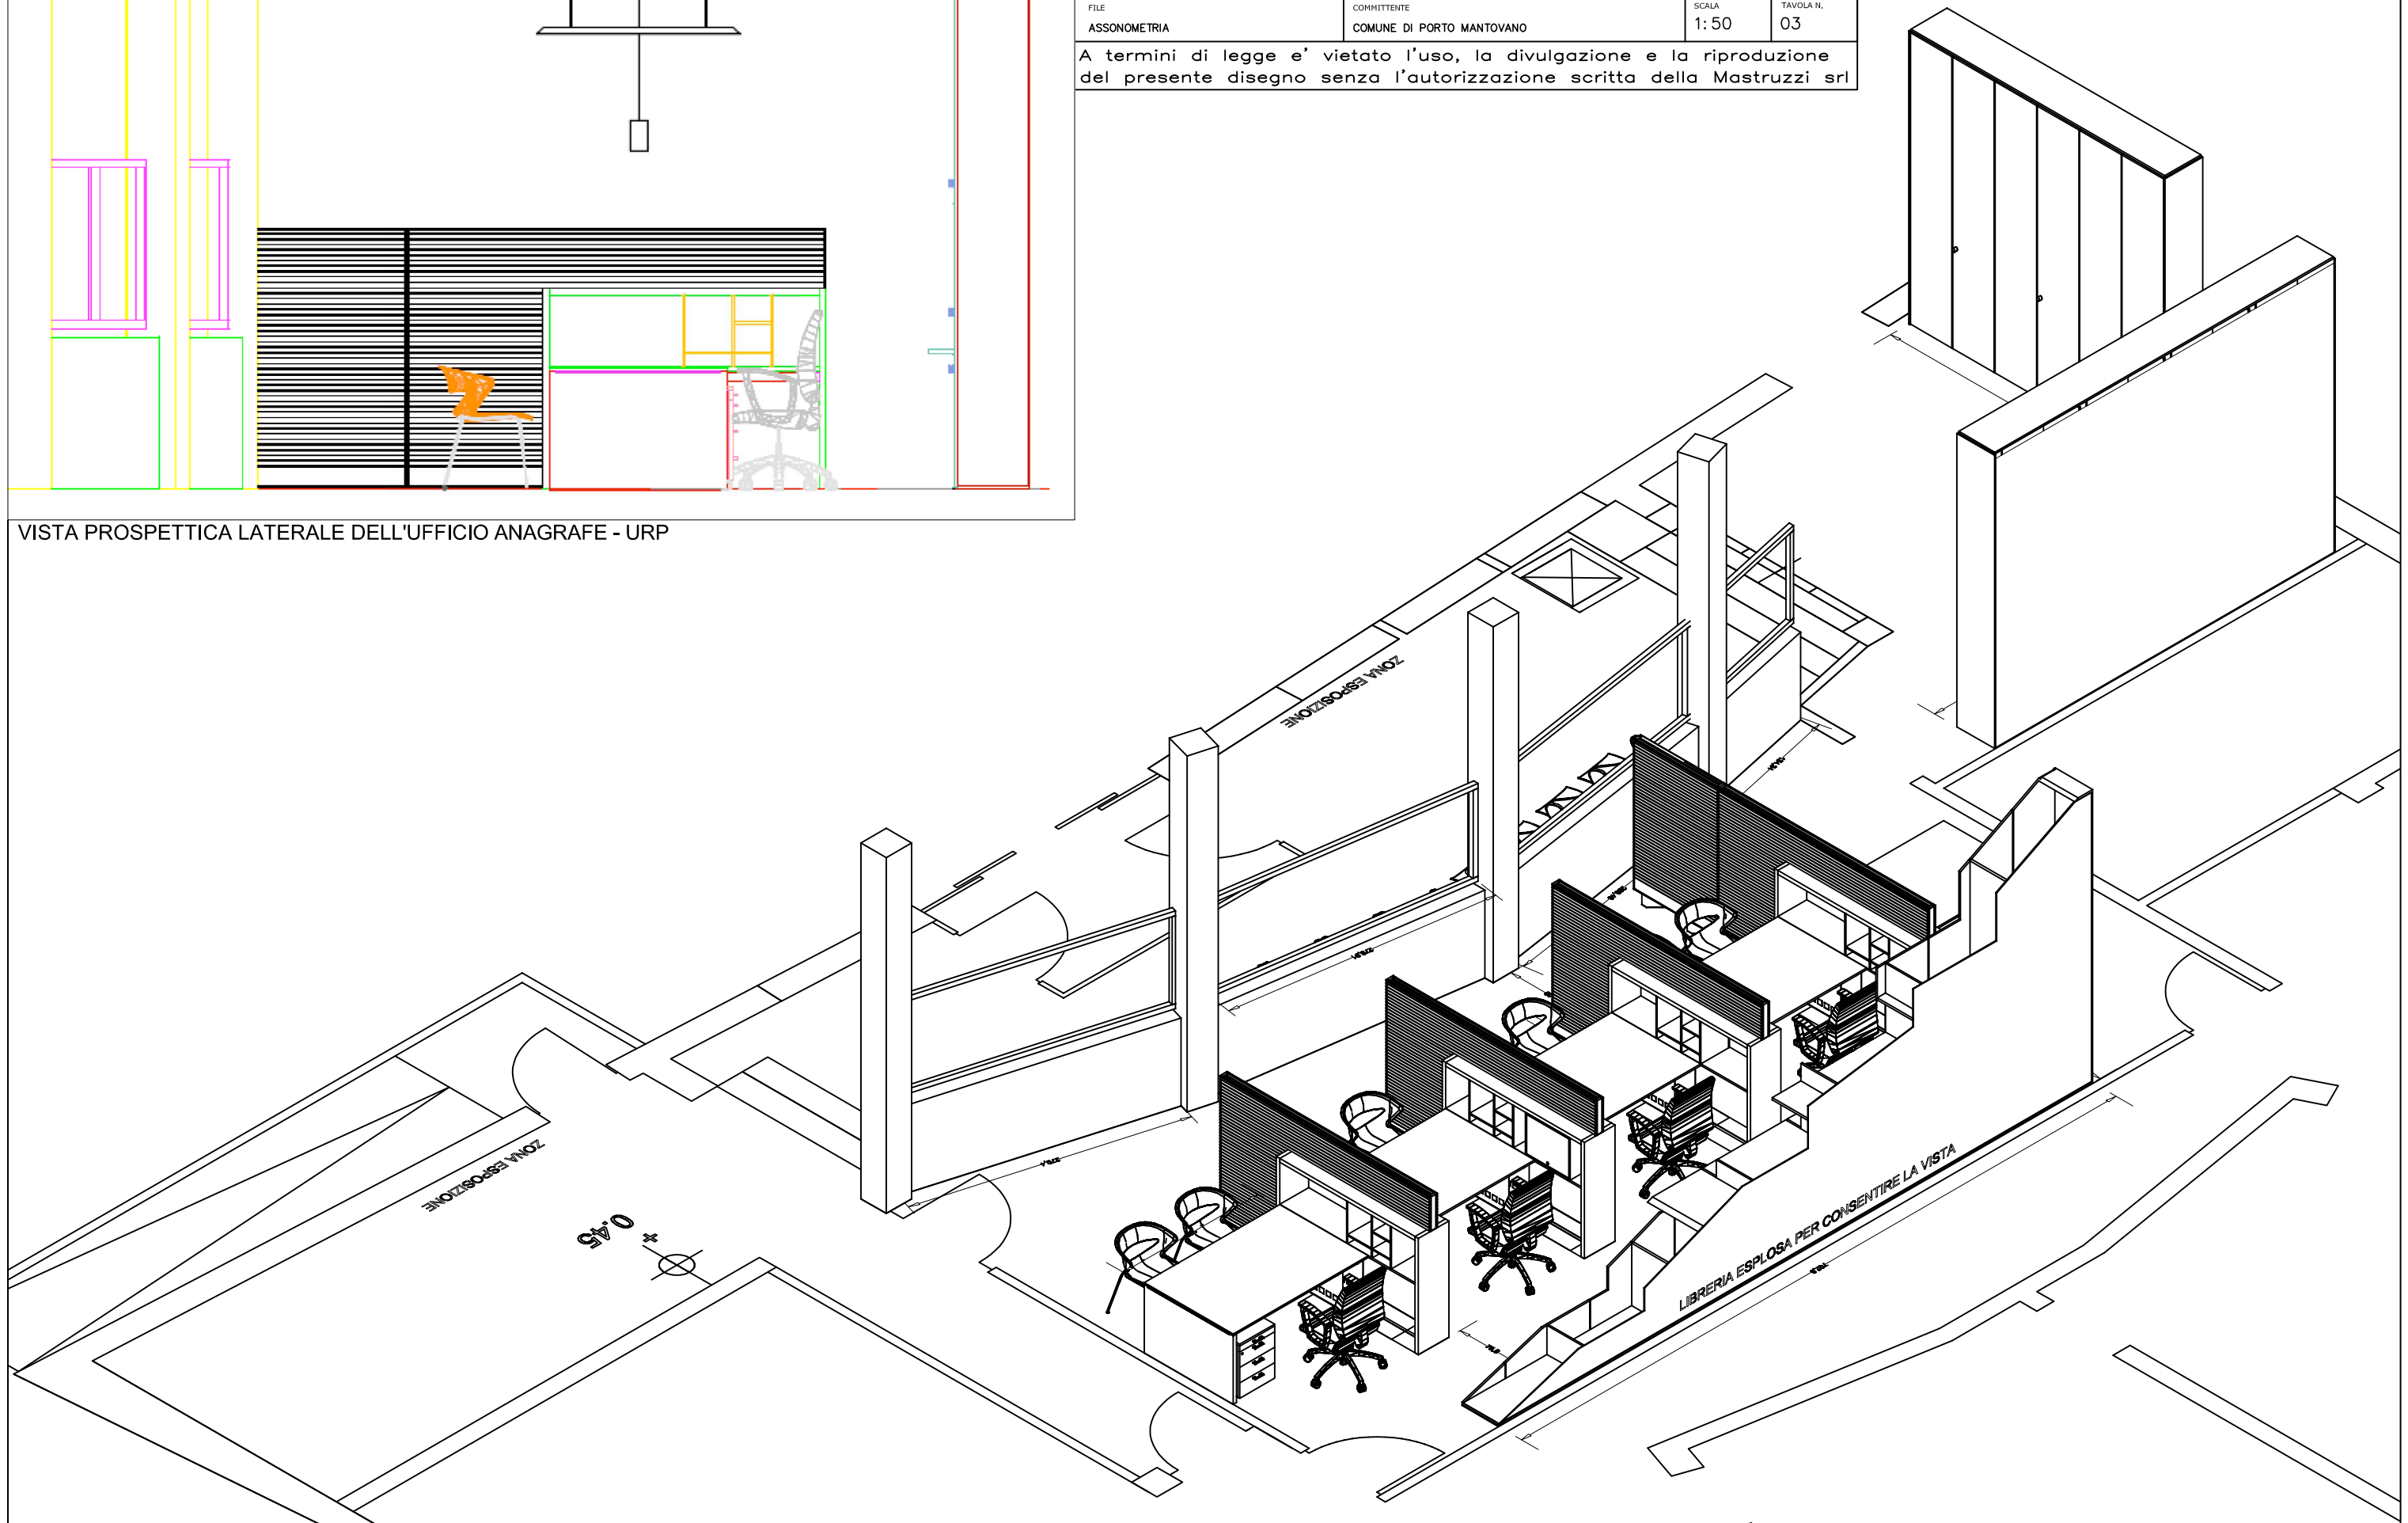 FILE
ASSONOMETRIA
COMMITTENTE
COMUNE DI PORTO MANTOVANO
SCALA
1:50
TAVOLA N.
03
A termini di legge e' vietato l'uso, la divulgazione e la riproduzione
del presente disegno senza l'autorizzazione scritta della Mastruzzi srl
VISTA PROSPETTICA LATERALE DELL'UFFICIO ANAGRAFE - URP
ZONA ESPOSIZIONE
ZONA ESPOSIZIONE
+
0.45
LIBRERIA ESPLOSA PER CONSENTIRE LA VISTA